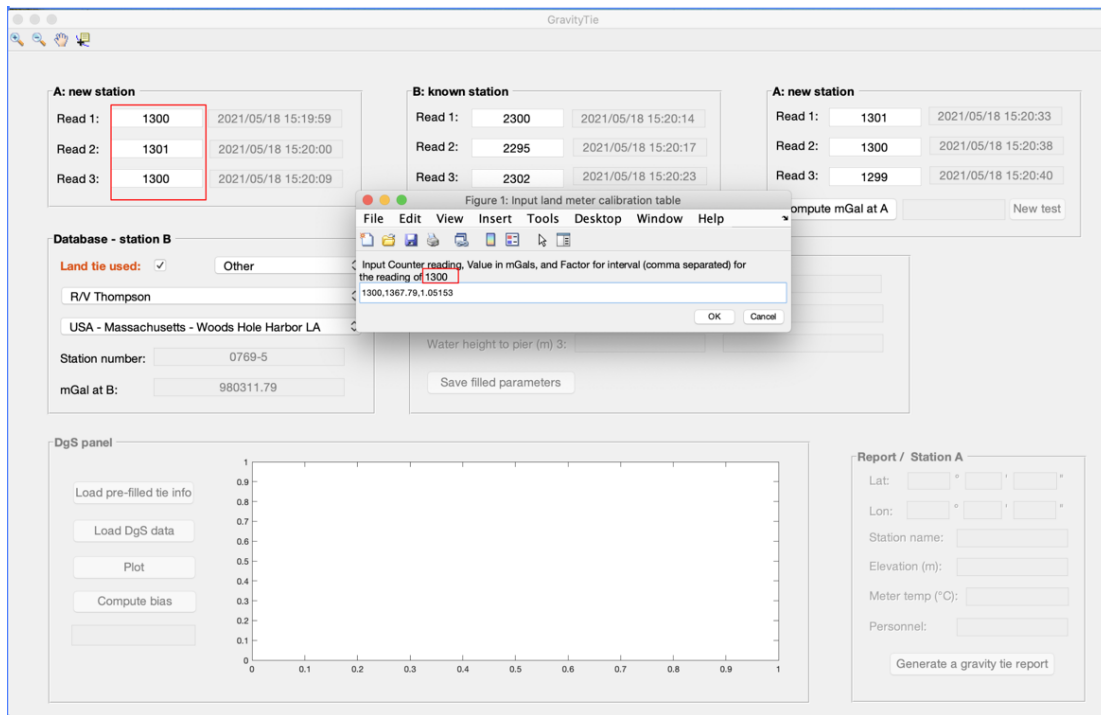 GravityTie
A: new station
Read 1: 1300 2021/05/18 15:19:59
Read 2: 1301 2021/05/18 15:20:00
Read 3: 1300 2021/05/18 15:20:09
B: known station
Read 1: 2300 2021/05/18 15:20:14
Read 2: 2295 2021/05/18 15:20:17
Read 3: 2302 2021/05/18 15:20:23
A: new station
Read 1: 1301 2021/05/18 15:20:33
Read 2: 1300 2021/05/18 15:20:38
Read 3: 1299 2021/05/18 15:20:40
ompute mGal at A New test
Figure 1: Input land meter calibration table
File Edit View Insert Tools Desktop Window Help
Input Counter reading, Value in mGals, and Factor for interval (comma separated) for
the reading of 1300
1300,1367.79,1.05153
OK Cancel
Database - station B
Land tie used: Other
R/V Thompson
USA - Massachusetts - Woods Hole Harbor LA
Station number: 0769-5
mGal at B: 980311.79
Water height to pier (m) 3:
Save filled parameters
DgS panel
Load pre-filled tie info
Load DgS data
Plot
Compute bias
1
0.9
0.8
0.7
0.6
0.5
0.4
0.3
0.2
0.1
0
0 0.1 0.2 0.3 0.4 0.5 0.6 0.7 0.8 0.9 1
Report / Station A
Lat: ° ' "
Lon: ° ' "
Station name:
Elevation (m):
Meter temp (°C):
Personnel:
Generate a gravity tie report